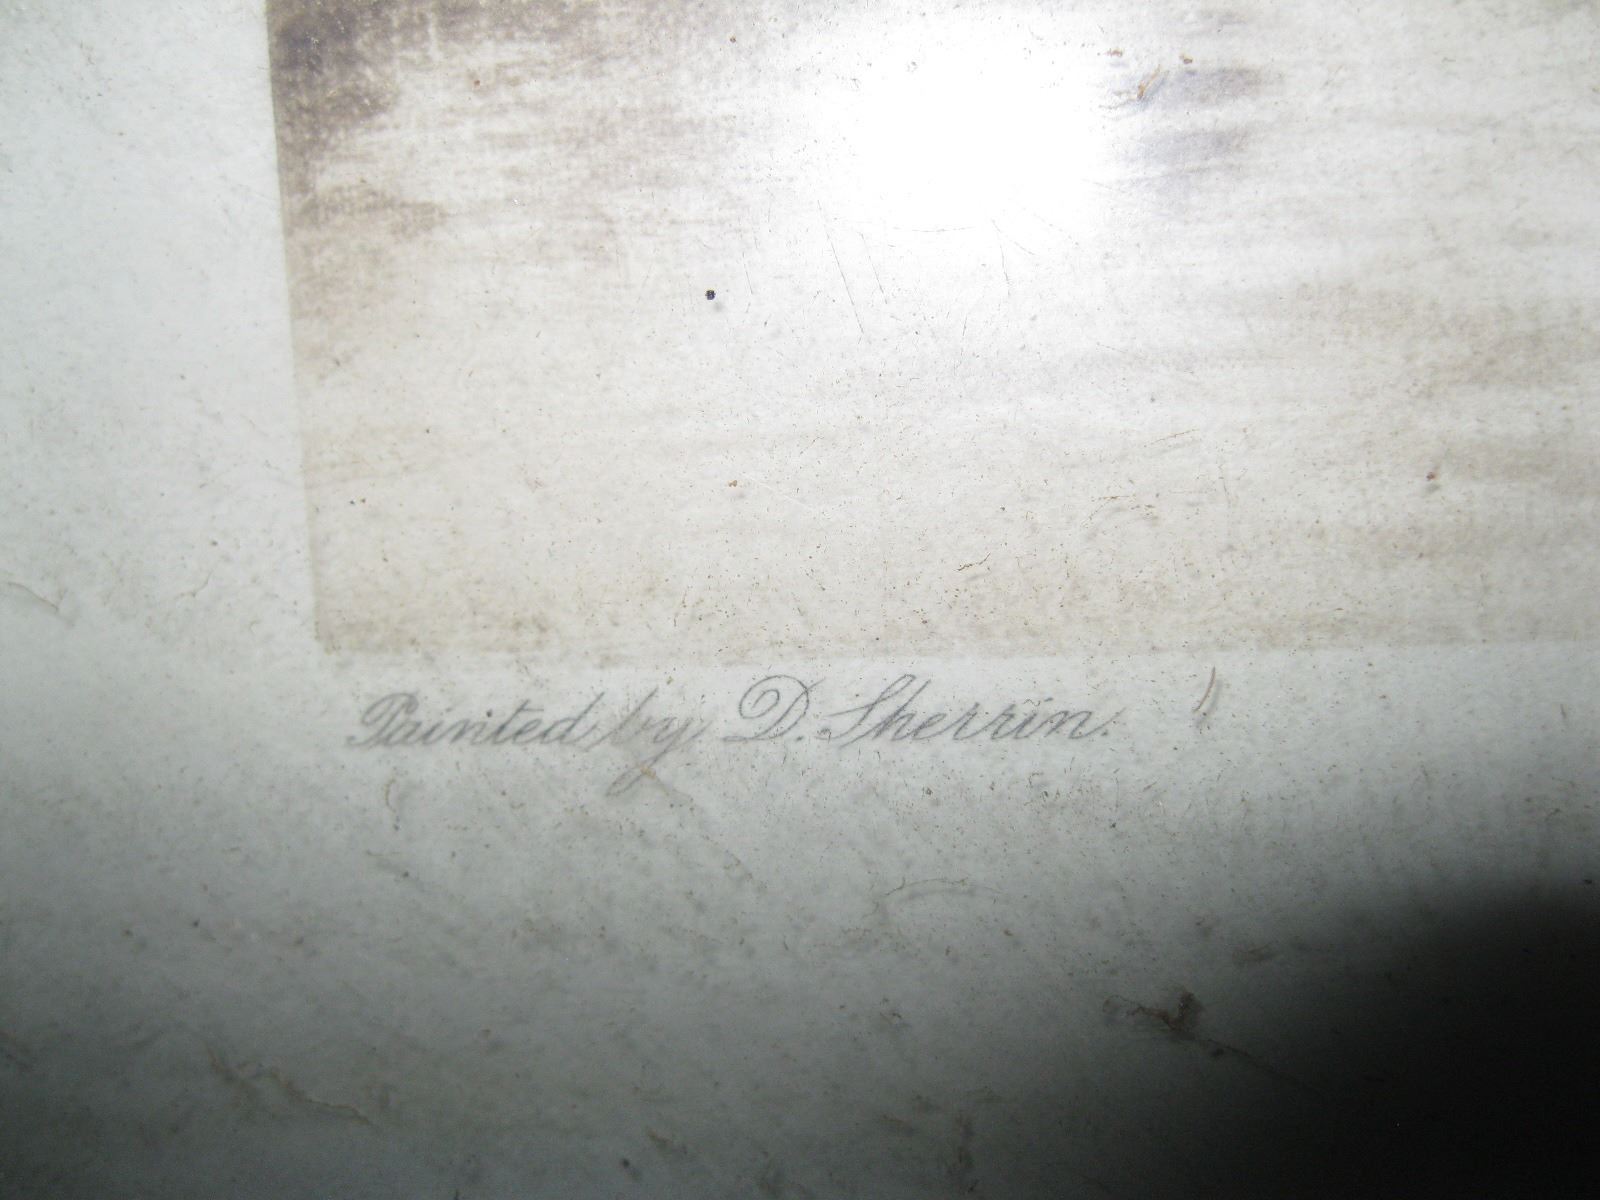 Painted by D. Sherrin.